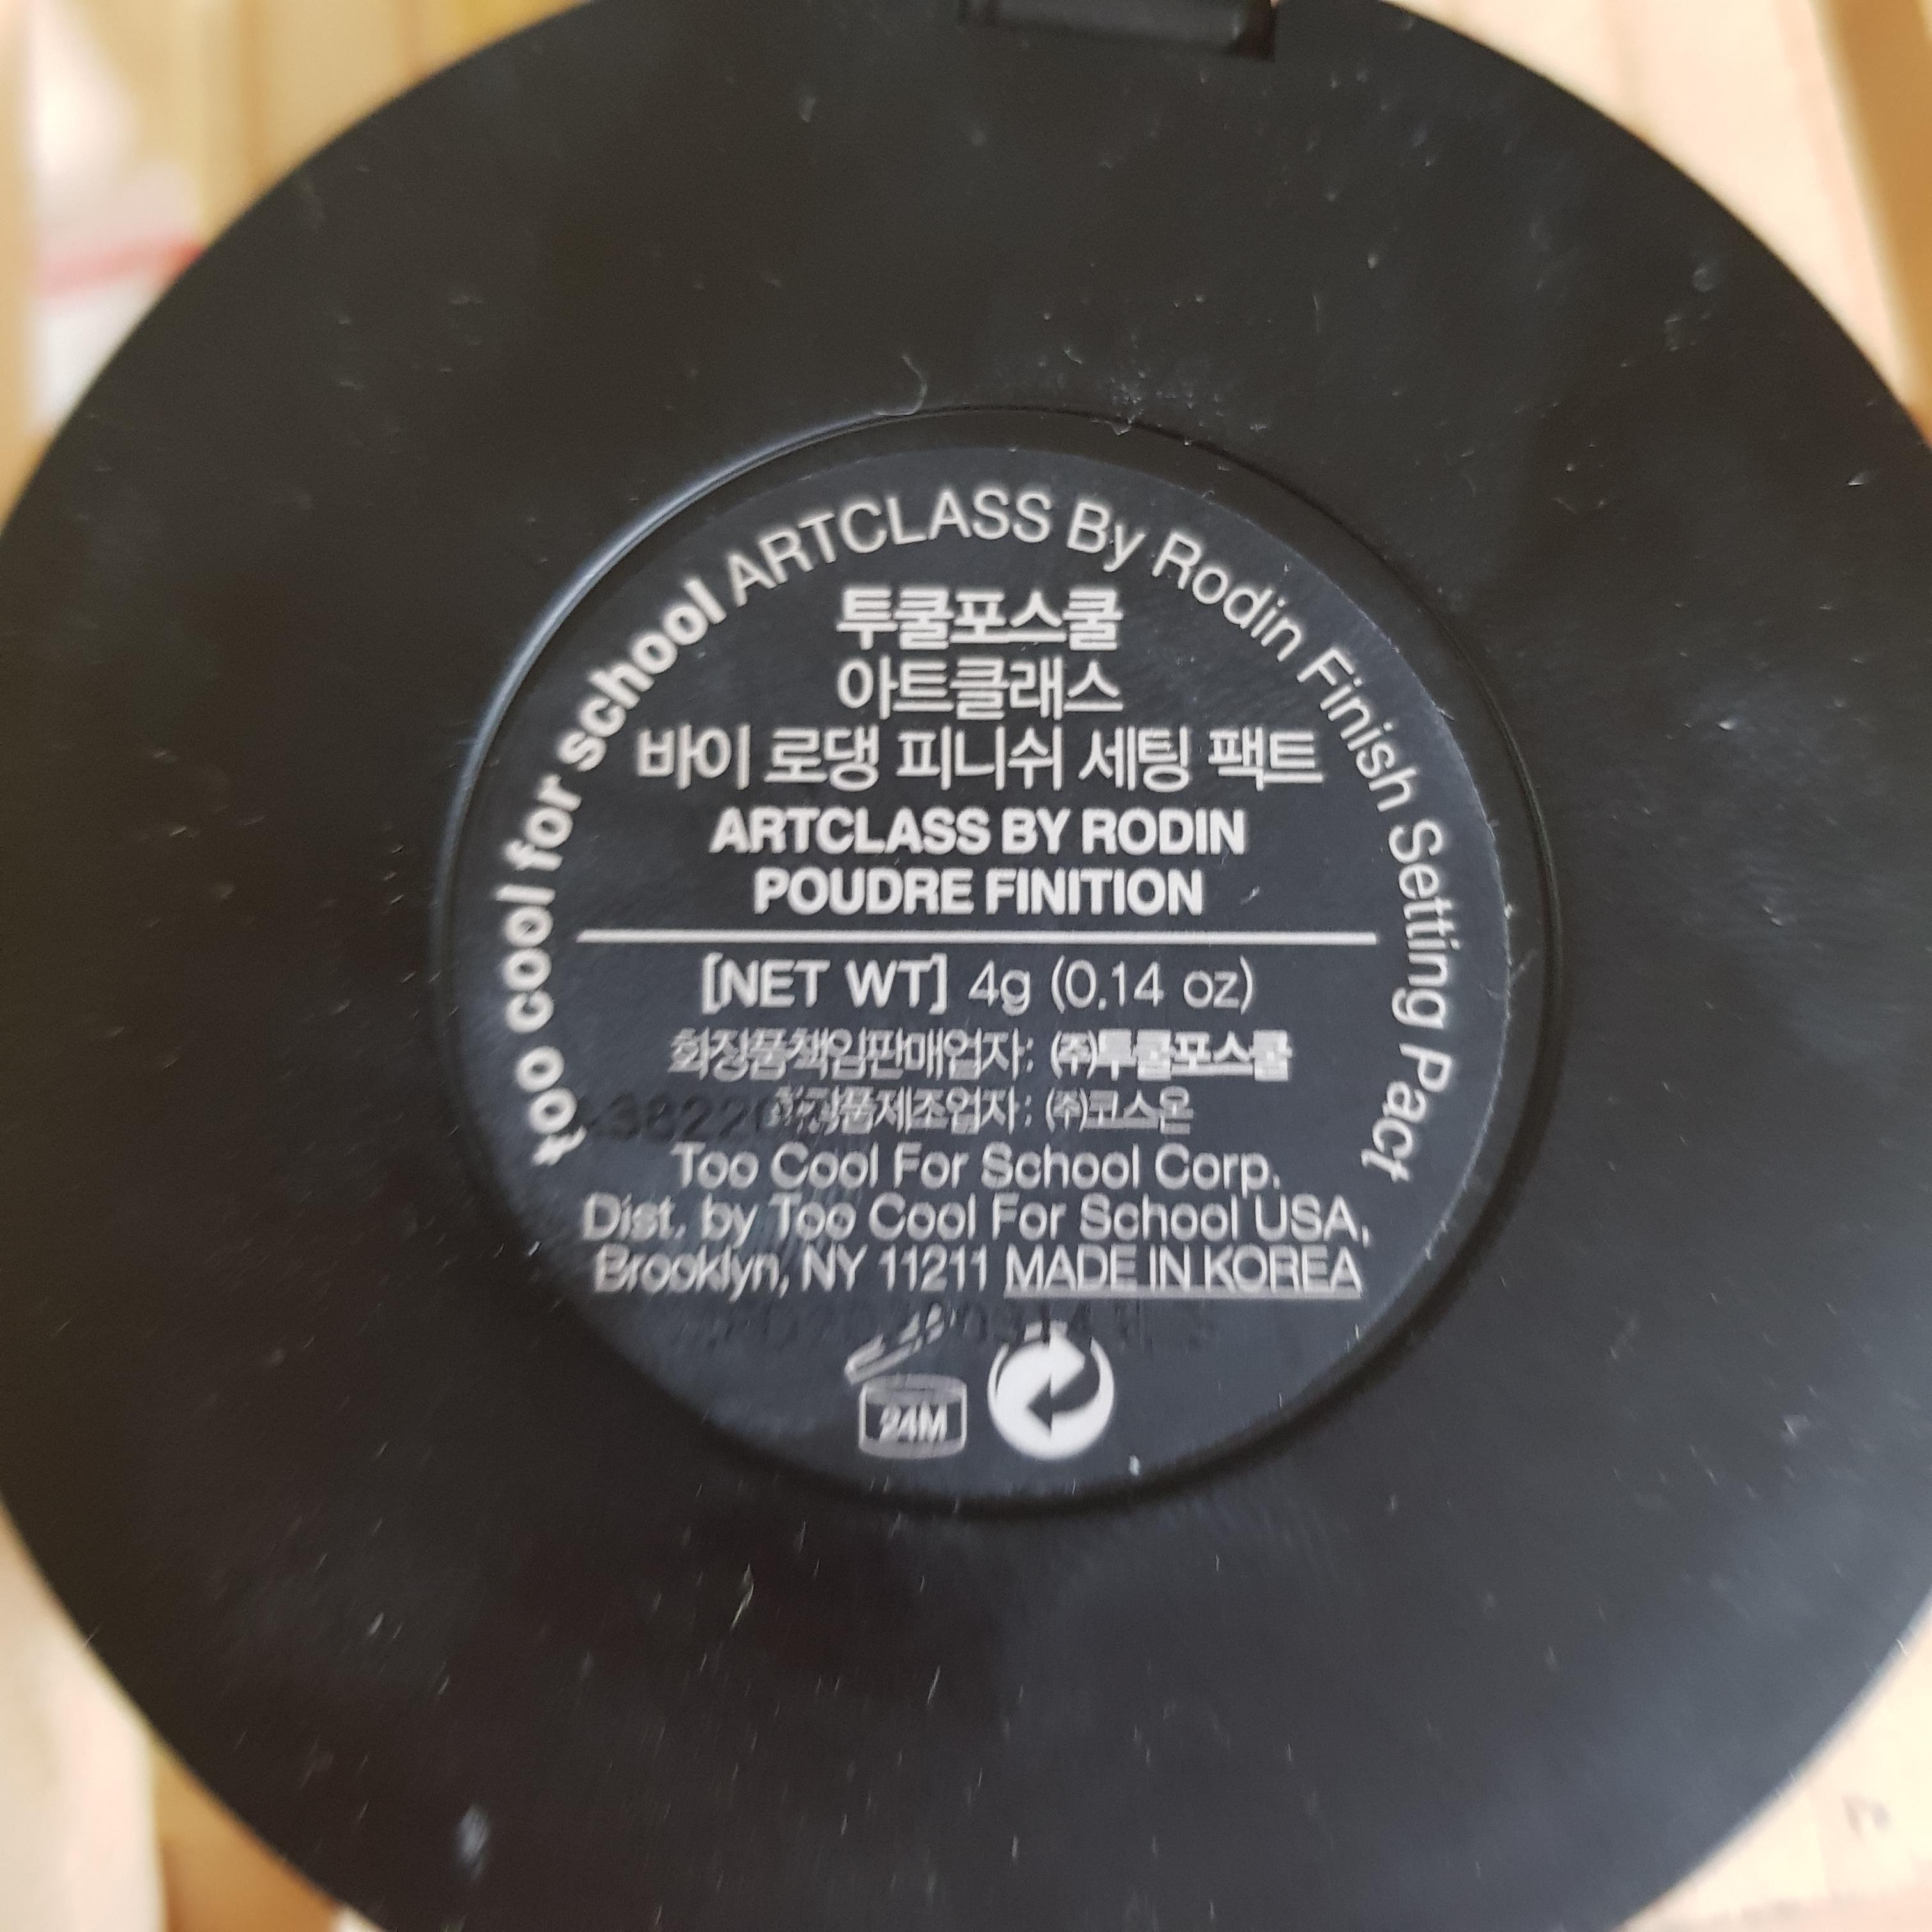 too cool for school ARTCLASS By Rodin Finish Setting Pact
투쿨포스쿨
아트클래스
바이 로댕 피니쉬 세팅 팩트
ARTCLASS BY RODIN
POUDRE FINITION
[NET WT] 4g (0.14 oz)
화장품책임판매업자: (주)투쿨포스쿨
화장품제조업자: (주)코스온
Too Cool For School Corp.
Dist. by Too Cool For School USA,
Brooklyn, NY 11211 MADE IN KOREA
24M